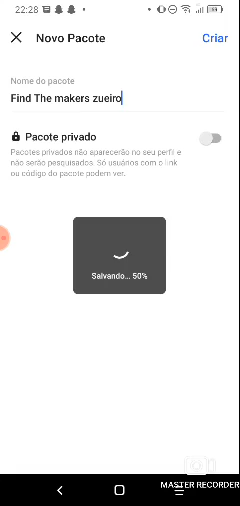 22:28
Novo Pacote
Criar
Nome do pacote
Find The makers zueiro
Pacote privado
Pacotes privados não aparecerão no seu perfil e
não serão pesquisados. Só usuários com o link
ou código do pacote podem ver.
Salvando... 50%
MASTER RECORDER